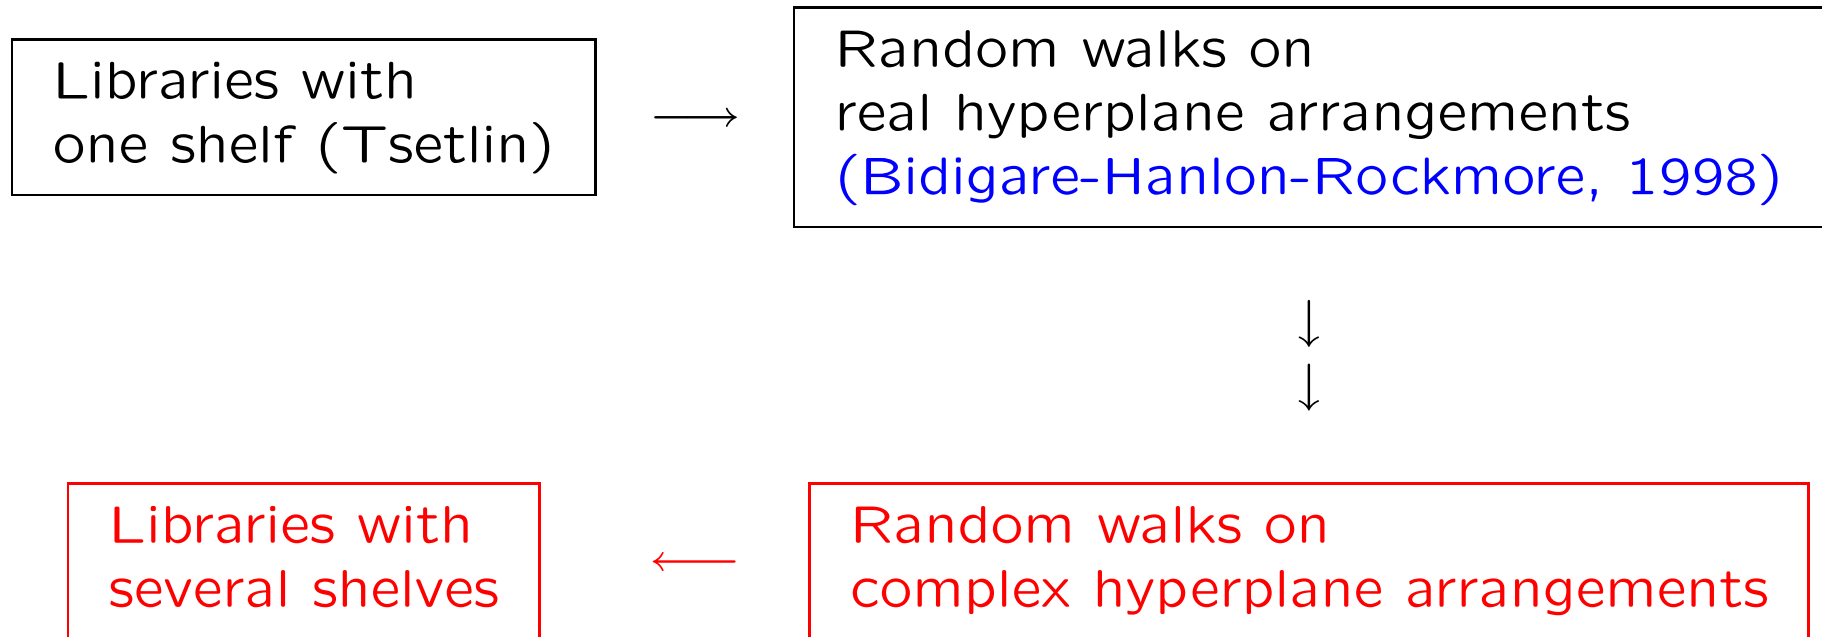 Libraries with
one shelf (Tsetlin)
Random walks on
real hyperplane arrangements
(Bidigare-Hanlon-Rockmore, 1998)
Libraries with
several shelves
Random walks on
complex hyperplane arrangements